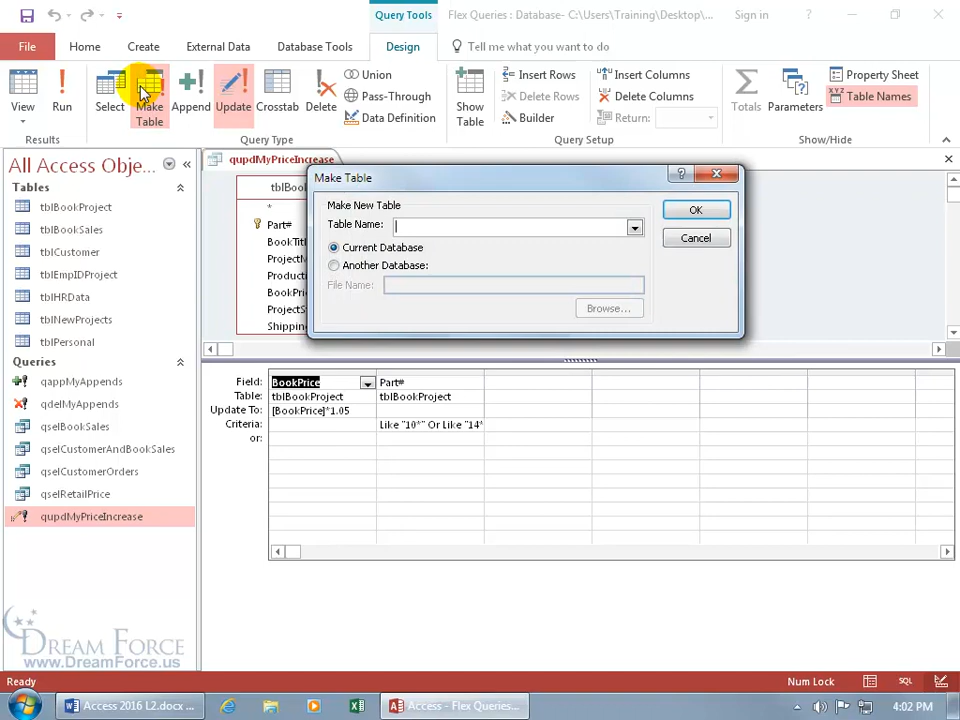 Query Tools
Flex Queries : Database- C:\Users\Training\Desktop\...
Sign in
File
Home
Create
External Data
Database Tools
Design
Tell me what you want to do
View
Run
Select
Make Table
Append
Update
Crosstab
Delete
Union
Pass-Through
Data Definition
Show Table
Insert Rows
Delete Rows
Builder
Insert Columns
Delete Columns
Return:
Totals
Parameters
Property Sheet
Table Names
Results
Query Type
Query Setup
Show/Hide
All Access Obje...
Tables
tblBookProject
tblBookSales
tblCustomer
tblEmpIDProject
tblHRData
tblNewProjects
tblPersonal
Queries
qappMyAppends
qdelMyAppends
qselBookSales
qselCustomerAndBookSales
qselCustomerOrders
qselRetailPrice
qupdMyPriceIncrease
qupdMyPriceIncrease
tblBook
*
Part#
BookTitl
ProjectM
Product
BookPri
ProjectS
Shippin
Make Table
Make New Table
Table Name:
Current Database
Another Database:
File Name:
Browse...
OK
Cancel
Field: BookPrice Part#
Table: tblBookProject tblBookProject
Update To: [BookPrice]*1.05
Criteria: Like "10*" Or Like "14*
or:
DREAM FORCE
www.DreamForce.us
Ready
Num Lock
SQL
Access 2016 L2.docx ...
Access - Flex Queries...
4:02 PM